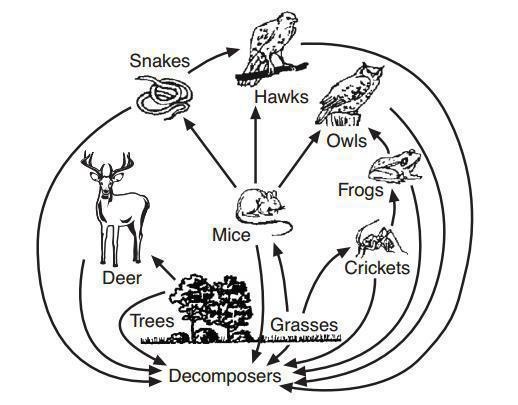 Snakes
Hawks
Owls
Frogs
Mice
Crickets
Deer
Trees
Grasses
Decomposers